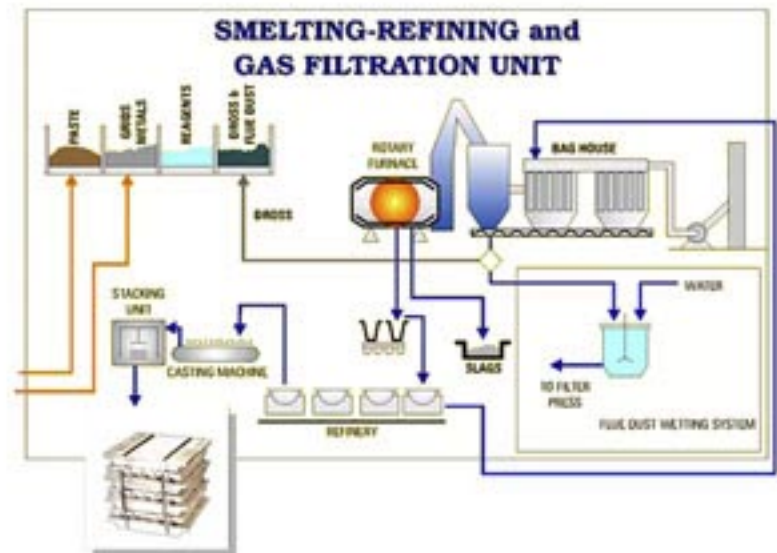 SMELTING-REFINING and
GAS FILTRATION UNIT
PASTE
GRIDS
METALS
REAGENTS
DROSS &
FLUE DUST
ROTARY
FURNACE
BAG HOUSE
DROSS
STACKING
UNIT
WATER
CASTING MACHINE
SLAGS
TO FILTER
PRESS
REFINERY
FLUE DUST WETTING SYSTEM